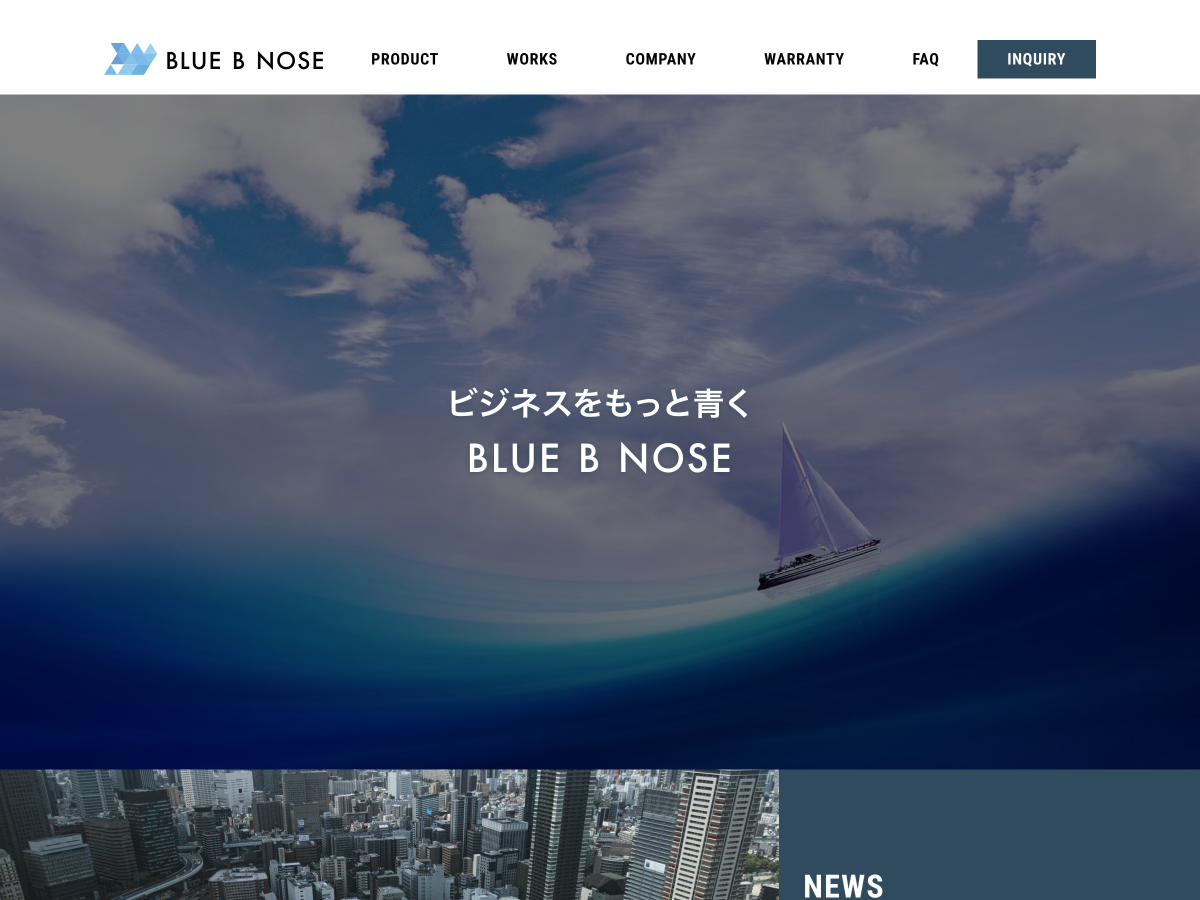 BLUE B NOSE
PRODUCT
WORKS
COMPANY
WARRANTY
FAQ
INQUIRY
ビジネスをもっと青く
BLUE B NOSE
NEWS